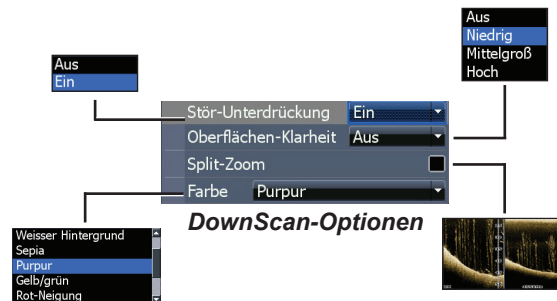 Aus
Niedrig
Mittelgroß
Hoch
Aus
Ein
Stör-Unterdrückung Ein
Oberflächen-Klarheit Aus
Split-Zoom
Farbe Purpur
DownScan-Optionen
Weisser Hintergrund
Sepia
Purpur
Gelb/grün
Rot-Neigung